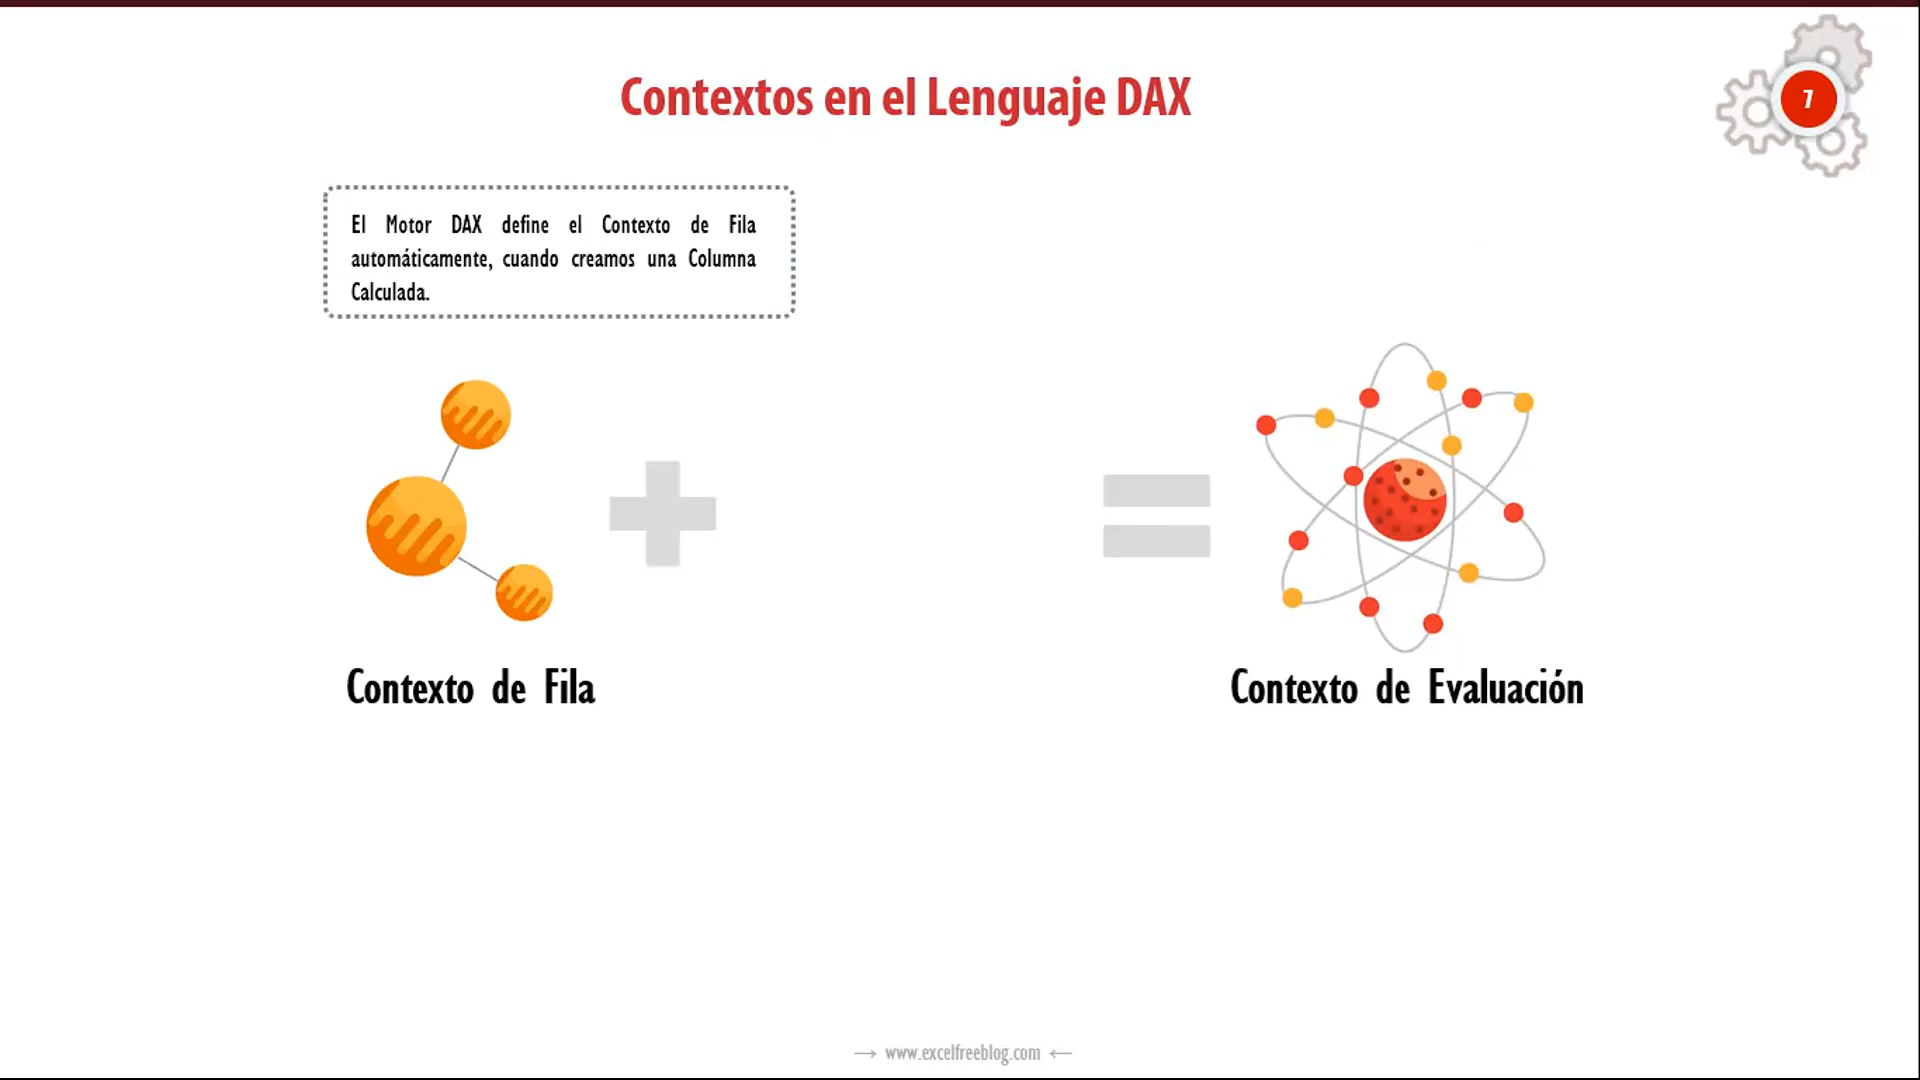 Contextos en el Lenguaje DAX
7
El Motor DAX define el Contexto de Fila
automáticamente, cuando creamos una Columna
Calculada.
Contexto de Fila
Contexto de Evaluación
→ www.excelfreeblog.com ←